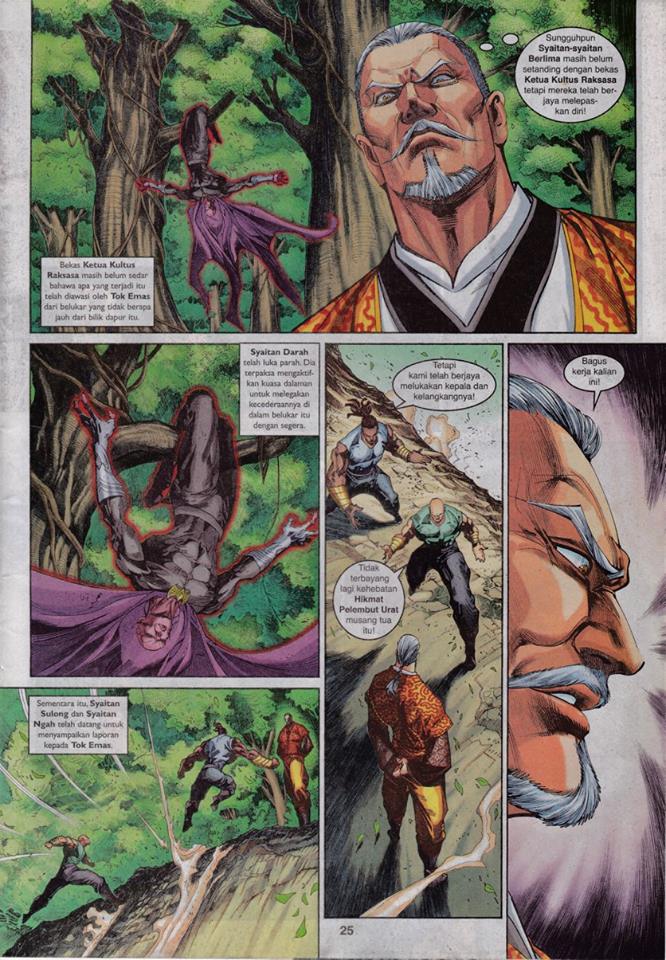 Sungguhpun
Syaitan-syaitan
Berlima masih belum
setanding dengan bekas
Ketua Kultus Raksasa
tetapi mereka telah ber-
jaya melepas-
kan diri!
Bekas Ketua Kultus
Raksasa masih belum sedar
bahawa apa yang terjadi itu
telah diawasi oleh Tok Emas
dari belukar yang tidak berapa
jauh dari bilik dapur itu.
Syaitan Darah
telah luka parah. Dia
terpaksa mengaktif-
kan kuasa dalaman
untuk melegakan
kecederaannya di
dalam belukar itu
dengan segera.
Sementara itu, Syaitan
Sulong dan Syaitan
Ngah telah datang untuk
menyampaikan laporan
kepada Tok Emas.
Tetapi
kami telah berjaya
melukakan kepala dan
kelangkangnya!
Tidak
terbayang
lagi kehebatan
Hikmat
Pelembut Urat
musang tua
itu!
Bagus
kerja kalian
ini!
25